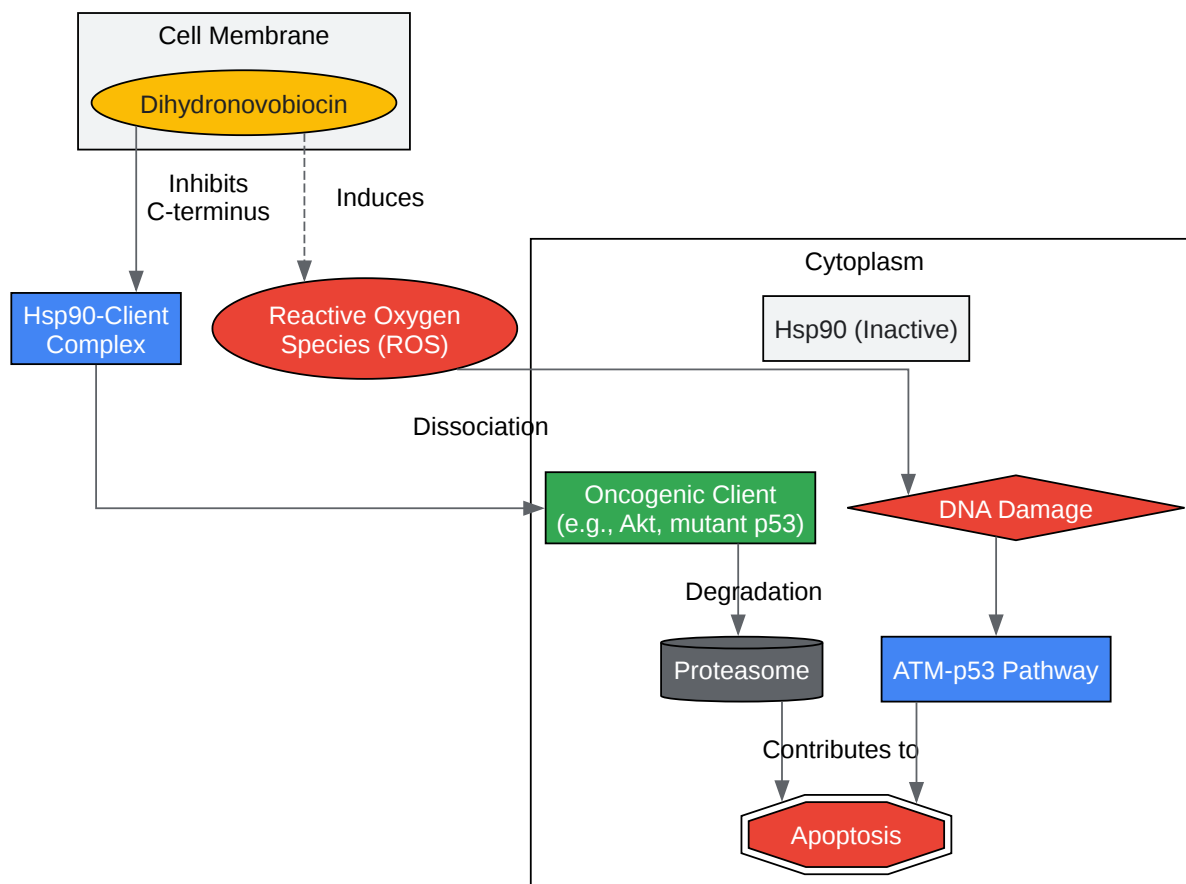 Cell Membrane
Dihydronovobiocin
Inhibits
C-terminus
Induces
Cytoplasm
Hsp90-Client
Complex
Reactive Oxygen
Species (ROS)
Hsp90 (Inactive)
Dissociation
Oncogenic Client
(e.g., Akt, mutant p53)
DNA Damage
Degradation
Proteasome
ATM-p53 Pathway
Contributes to
Apoptosis